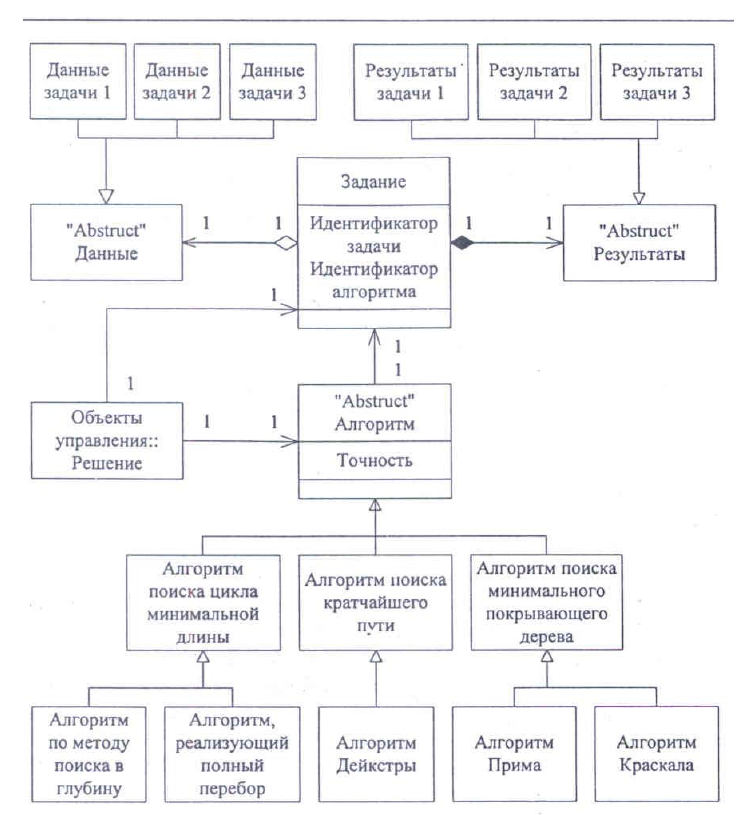 Данные
задачи 1
Данные
задачи 2
Данные
задачи 3
Результаты
задачи 1
Результаты
задачи 2
Результаты
задачи 3
"Abstruct"
Данные
1
1
Задание
Идентификатор
задачи
Идентификатор
алгоритма
1
1
"Abstruct"
Результаты
1
1
1
1
Объекты
управления::
Решение
1
1
"Abstruct"
Алгоритм
Точность
Алгоритм
поиска цикла
минимальной
длины
Алгоритм поиска
кратчайшего
пути
Алгоритм поиска
минимального
покрывающего
дерева
Алгоритм
по методу
поиска в
глубину
Алгоритм,
реализующий
полный
перебор
Алгоритм
Дейкстры
Алгоритм
Прима
Алгоритм
Краскала